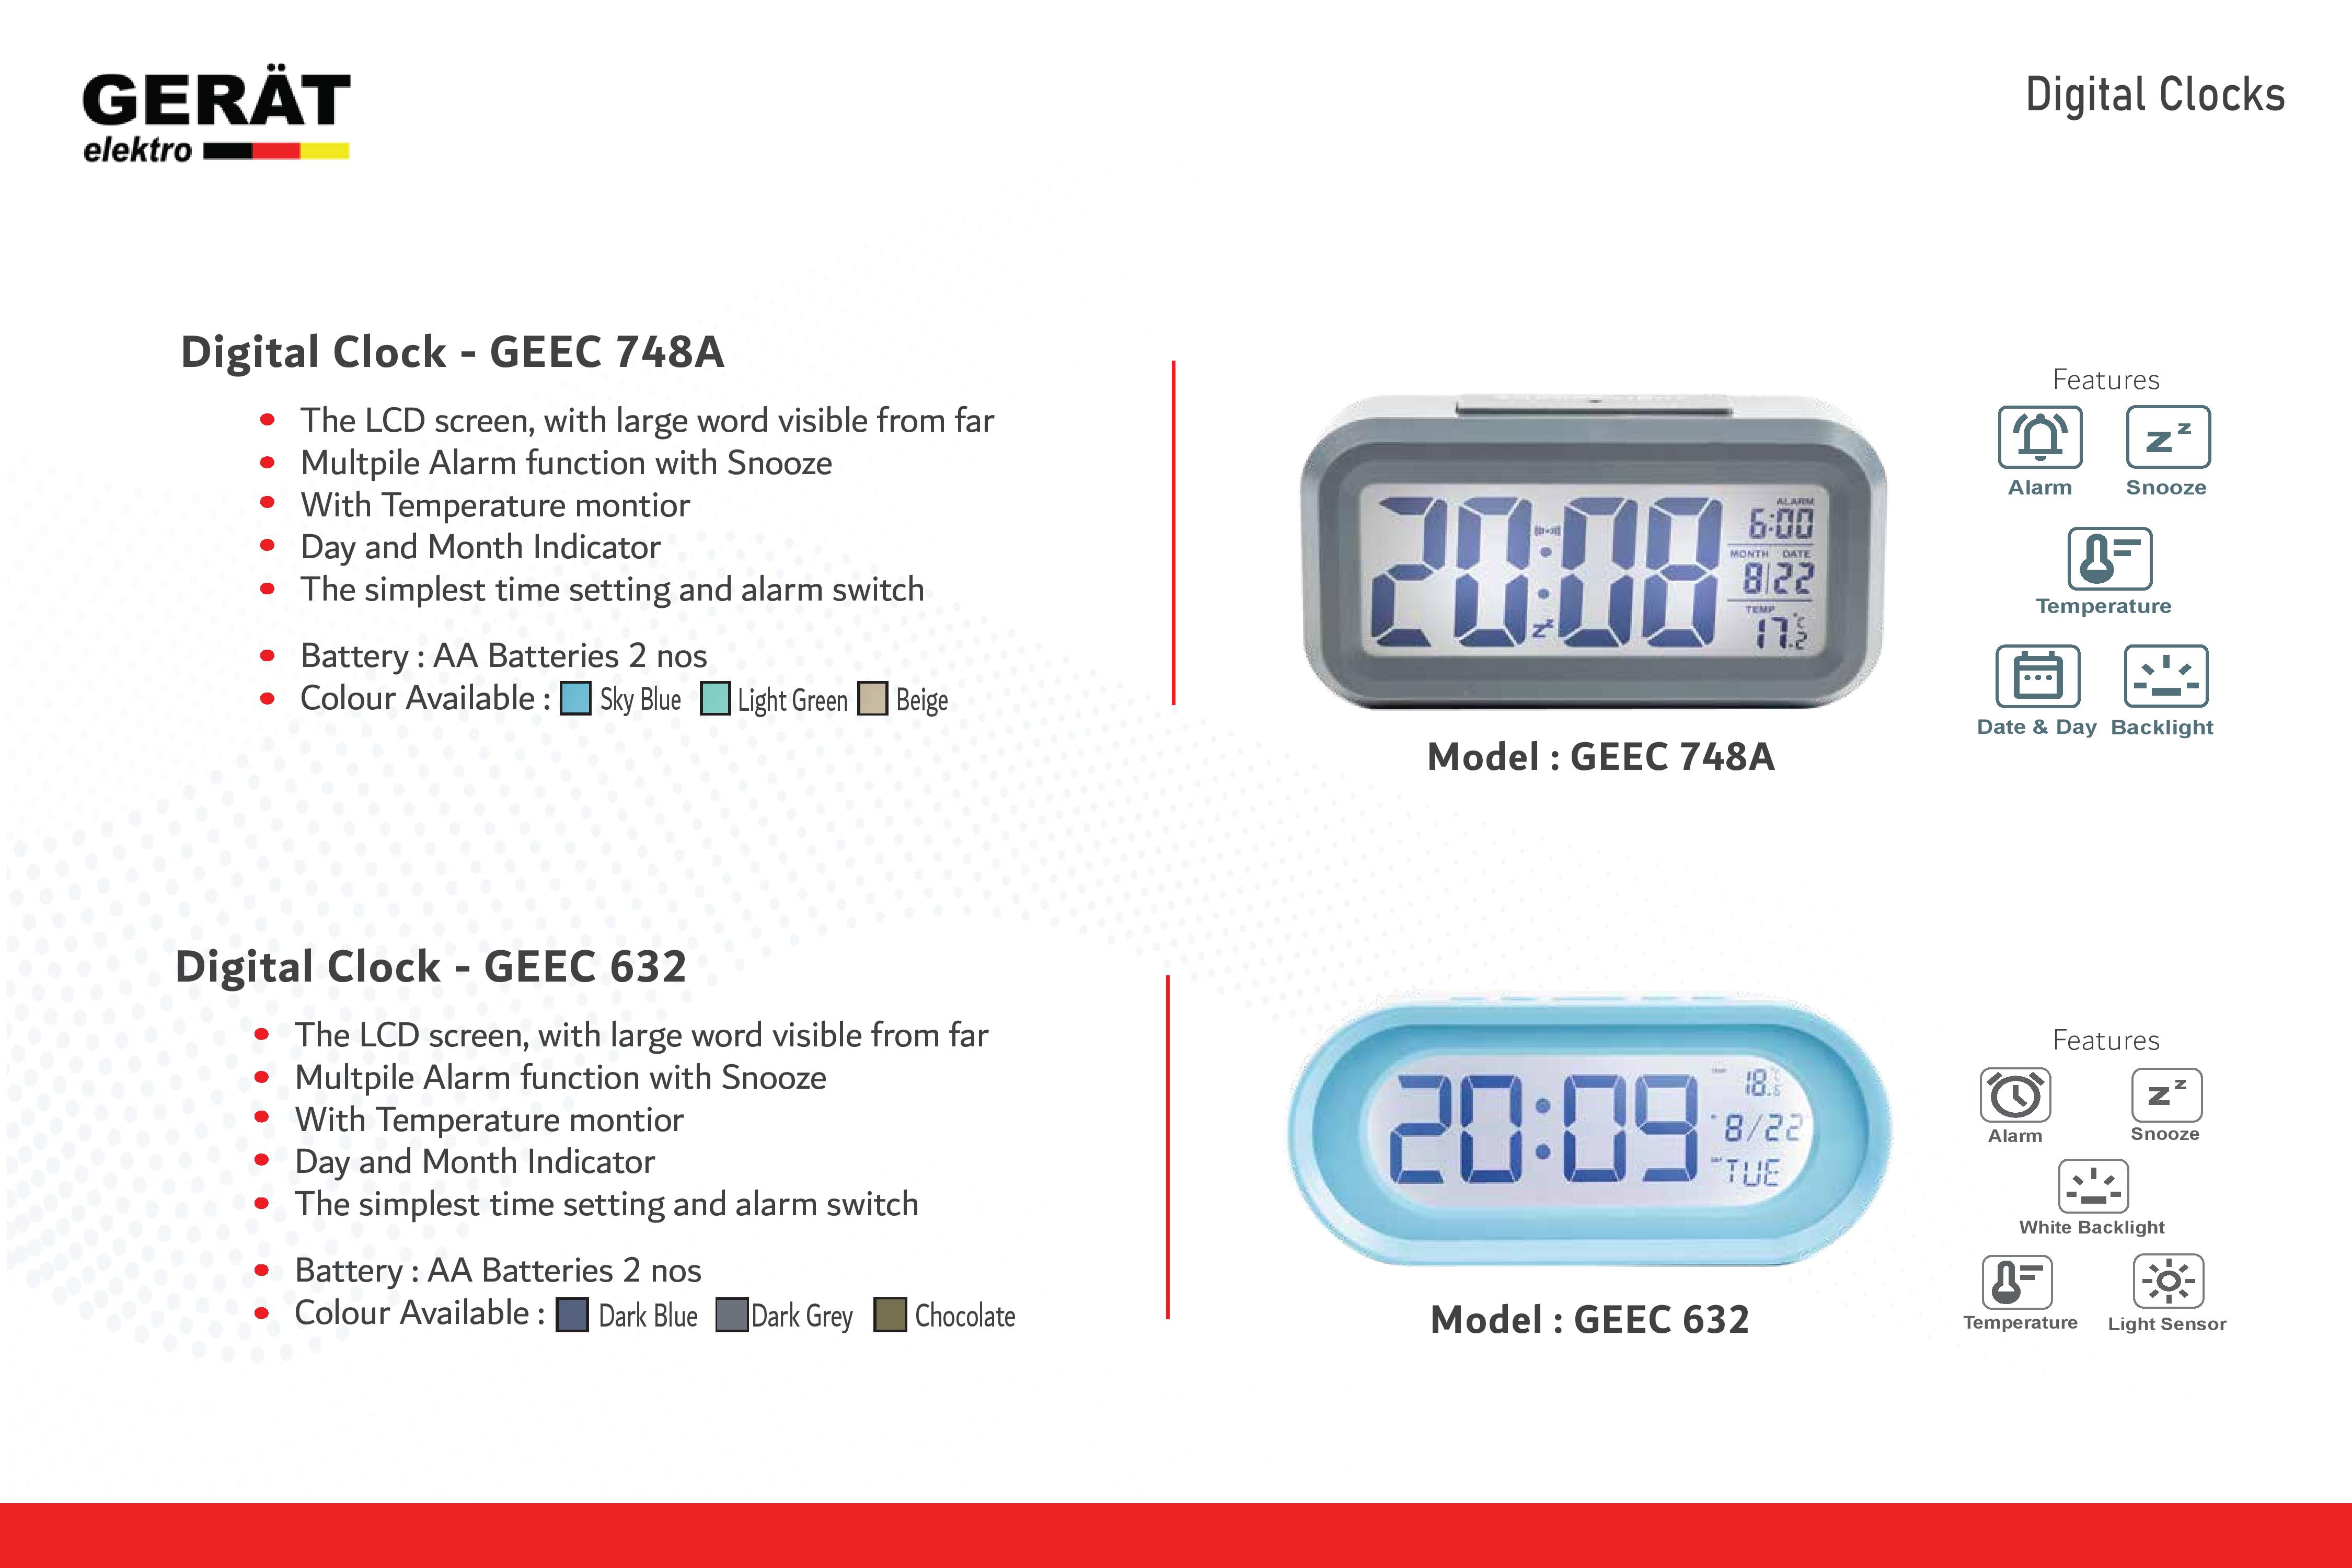 GERÄT
elektro
Digital Clocks
Digital Clock - GEEC 748A
The LCD screen, with large word visible from far
Multpile Alarm function with Snooze
With Temperature montior
Day and Month Indicator
The simplest time setting and alarm switch
Battery : AA Batteries 2 nos
Colour Available : Sky Blue Light Green Beige
ALARM
6:00
20:08
MONTH DATE
8|22
TEMP
17.2 °C
zz
Model : GEEC 748A
Features
Alarm Snooze
Temperature
Date & Day Backlight
Digital Clock - GEEC 632
The LCD screen, with large word visible from far
Multpile Alarm function with Snooze
With Temperature montior
Day and Month Indicator
The simplest time setting and alarm switch
Battery : AA Batteries 2 nos
Colour Available : Dark Blue Dark Grey Chocolate
20:09
18.
8/22
TUE
Model : GEEC 632
Features
Alarm Snooze
White Backlight
Temperature Light Sensor